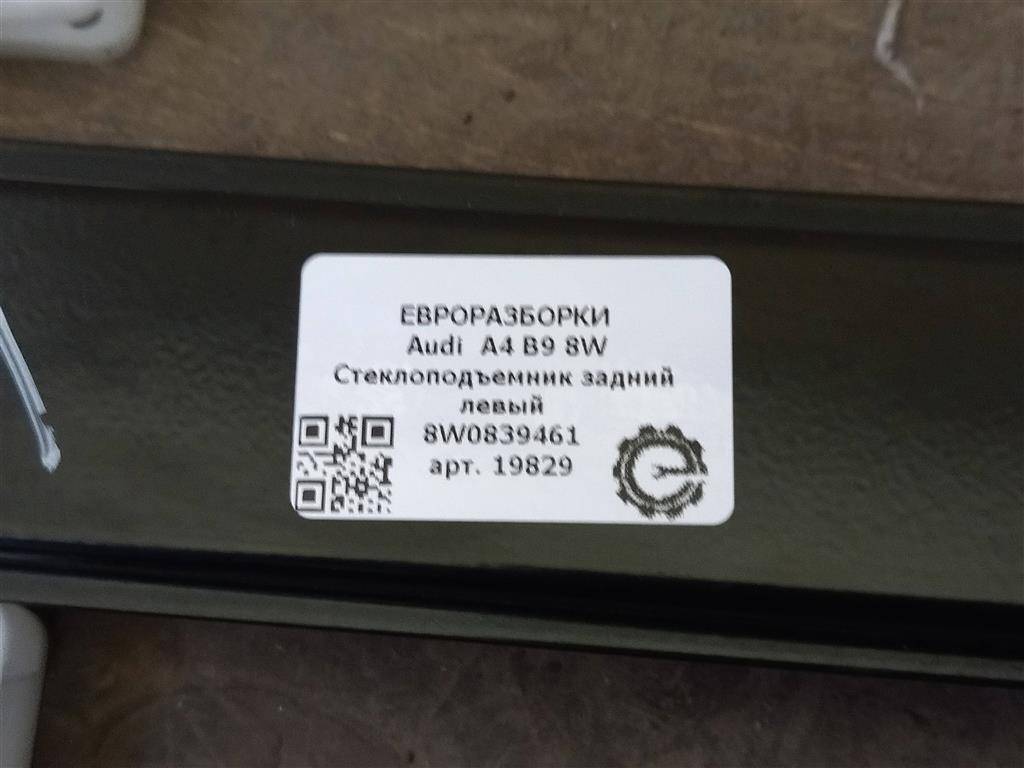 ЕВРОРАЗБОРКИ
Audi A4 B9 8W
Стеклоподъемник задний
левый
8W0839461
арт. 19829